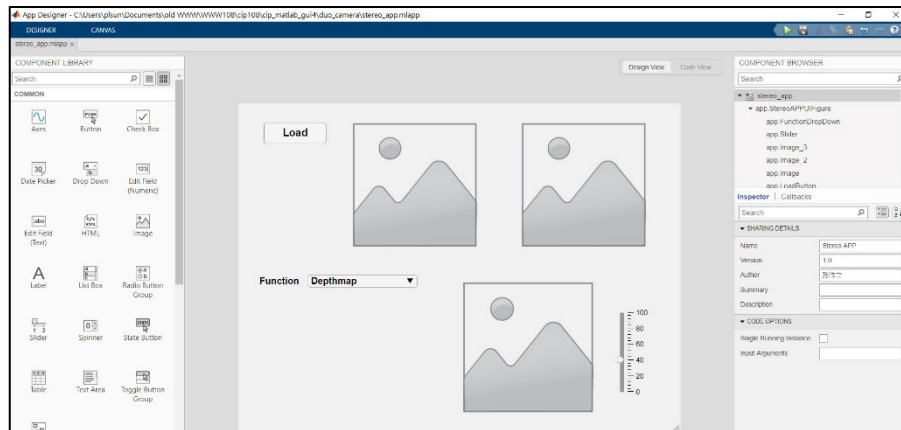 App Designer - C:\Users\plsun\Documents\old WWW\WWW108\cip108\cip_matlab_gui4\duo_camera\stereo_app.mlapp
DESIGNER CANVAS
stereo_app.mlapp ×
COMPONENT LIBRARY
Search
COMMON
Axes Button Check Box
Date Picker Drop Down Edit Field
(Numeric)
Edit Field
(Text) HTML Image
Label List Box Radio Button
Group
Slider Spinner State Button
Table Text Area Toggle Button
Group
Design View Code View
Load
Function Depthmap
100
80
60
40
20
0
COMPONENT BROWSER
Search
stereo_app
app.StereoAPPUIFigure
app.FunctionDropDown
app.Slider
app.Image_3
app.Image_2
app.Image
app.LoadButton
Inspector Callbacks
Search
SHARING DETAILS
Name Stereo APP
Version 1.0
Author
Summary
Description
CODE OPTIONS
Single Running Instance
Input Arguments